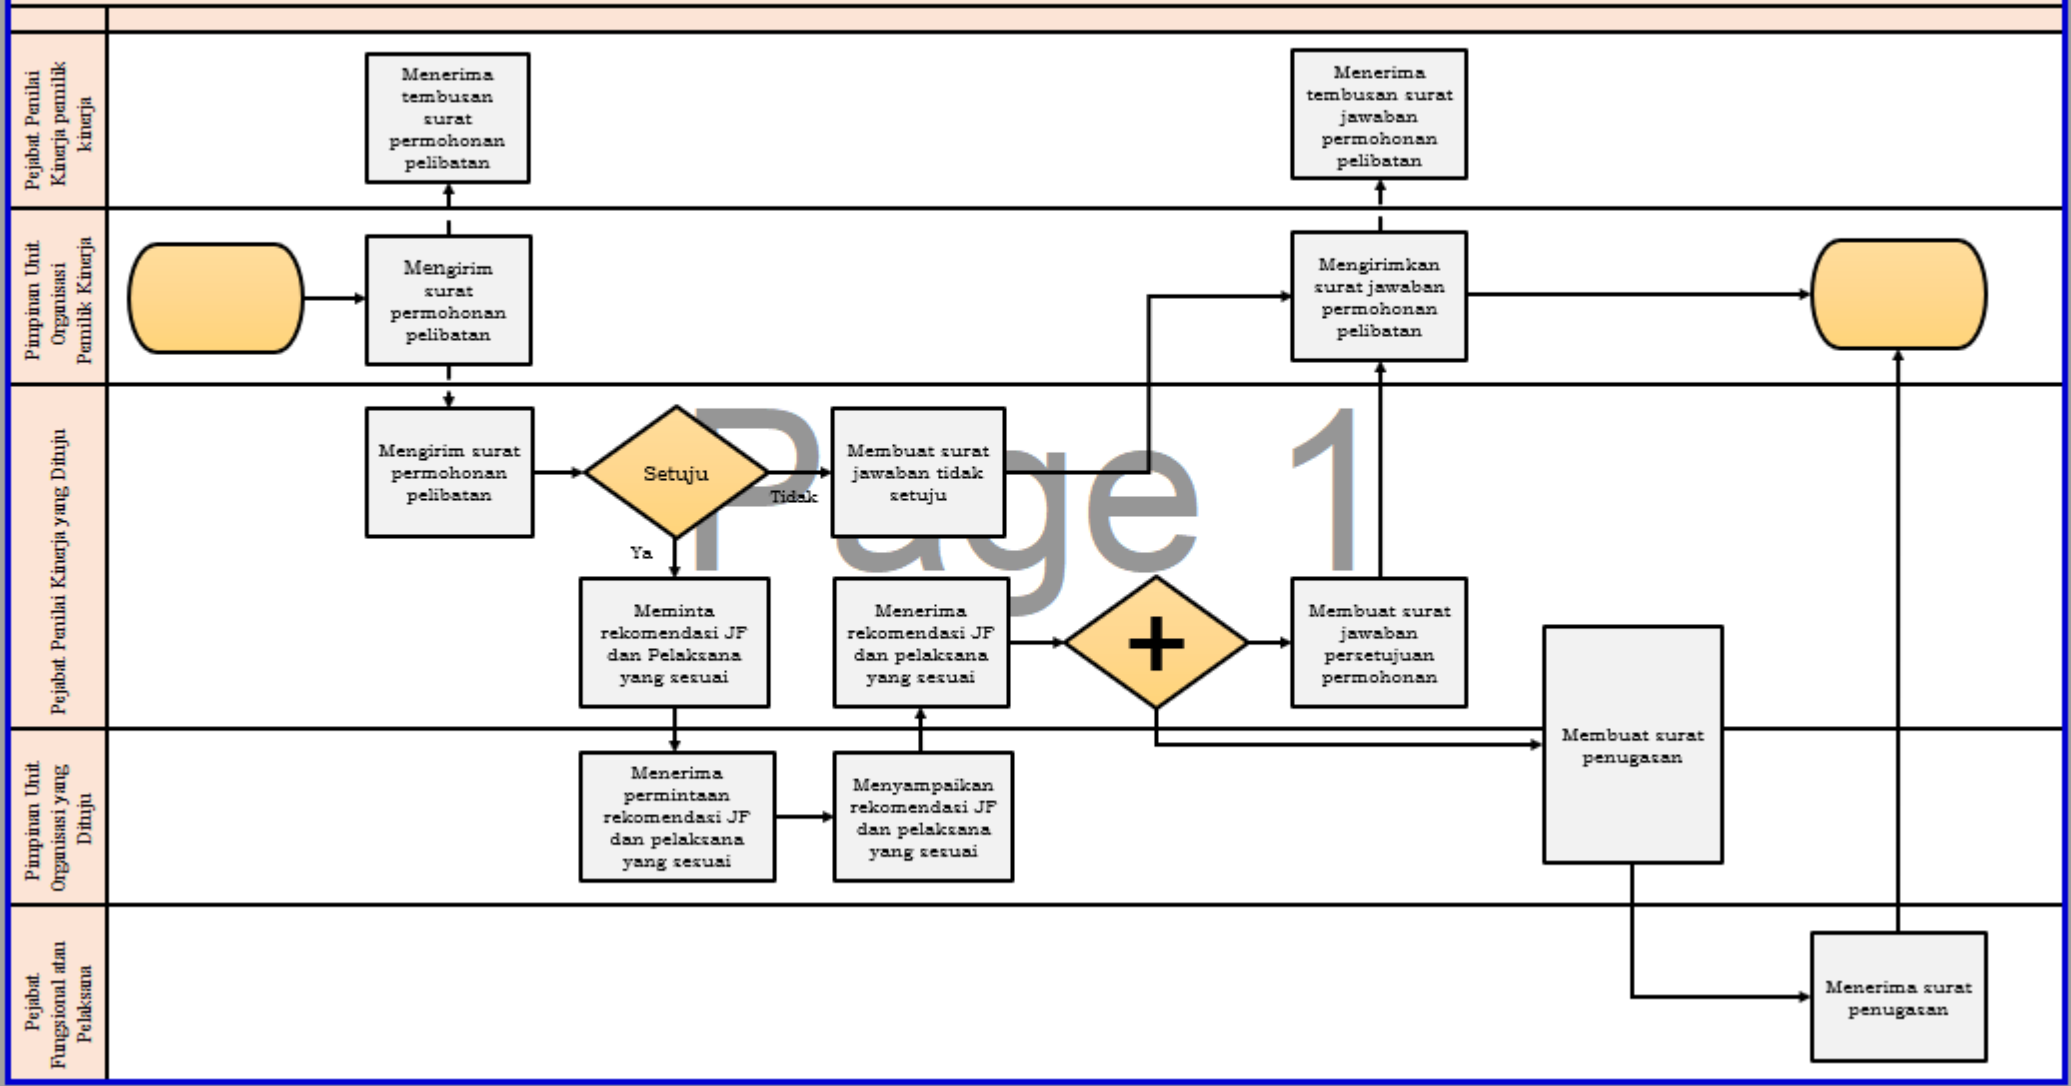 Pejabat Penilai
Kinerja pemilik
kinerja
Menerima
tembusan
surat
permohonan
pelibatan
Menerima
tembusan surat
jawaban
permohonan
pelibatan
Pimpinan Unit
Organisasi
Pemilik Kinerja
Mengirim
surat
permohonan
pelibatan
Mengirimkan
surat jawaban
permohonan
pelibatan
Pejabat Penilai Kinerja yang Dituju
Mengirim surat
permohonan
pelibatan
Setuju
Tidak
Membuat surat
jawaban tidak
setuju
Page 1
Ya
Meminta
rekomendasi JF
dan Pelaksana
yang sesuai
Menerima
rekomendasi JF
dan pelaksana
yang sesuai
+
Membuat surat
jawaban
persetujuan
permohonan
Membuat surat
penugasan
Pimpinan Unit
Organisasi yang
Dituju
Menerima
permintaan
rekomendasi JF
dan pelaksana
yang sesuai
Menyampaikan
rekomendasi JF
dan pelaksana
yang sesuai
Pejabat
Fungsional atau
Pelaksana
Menerima surat
penugasan